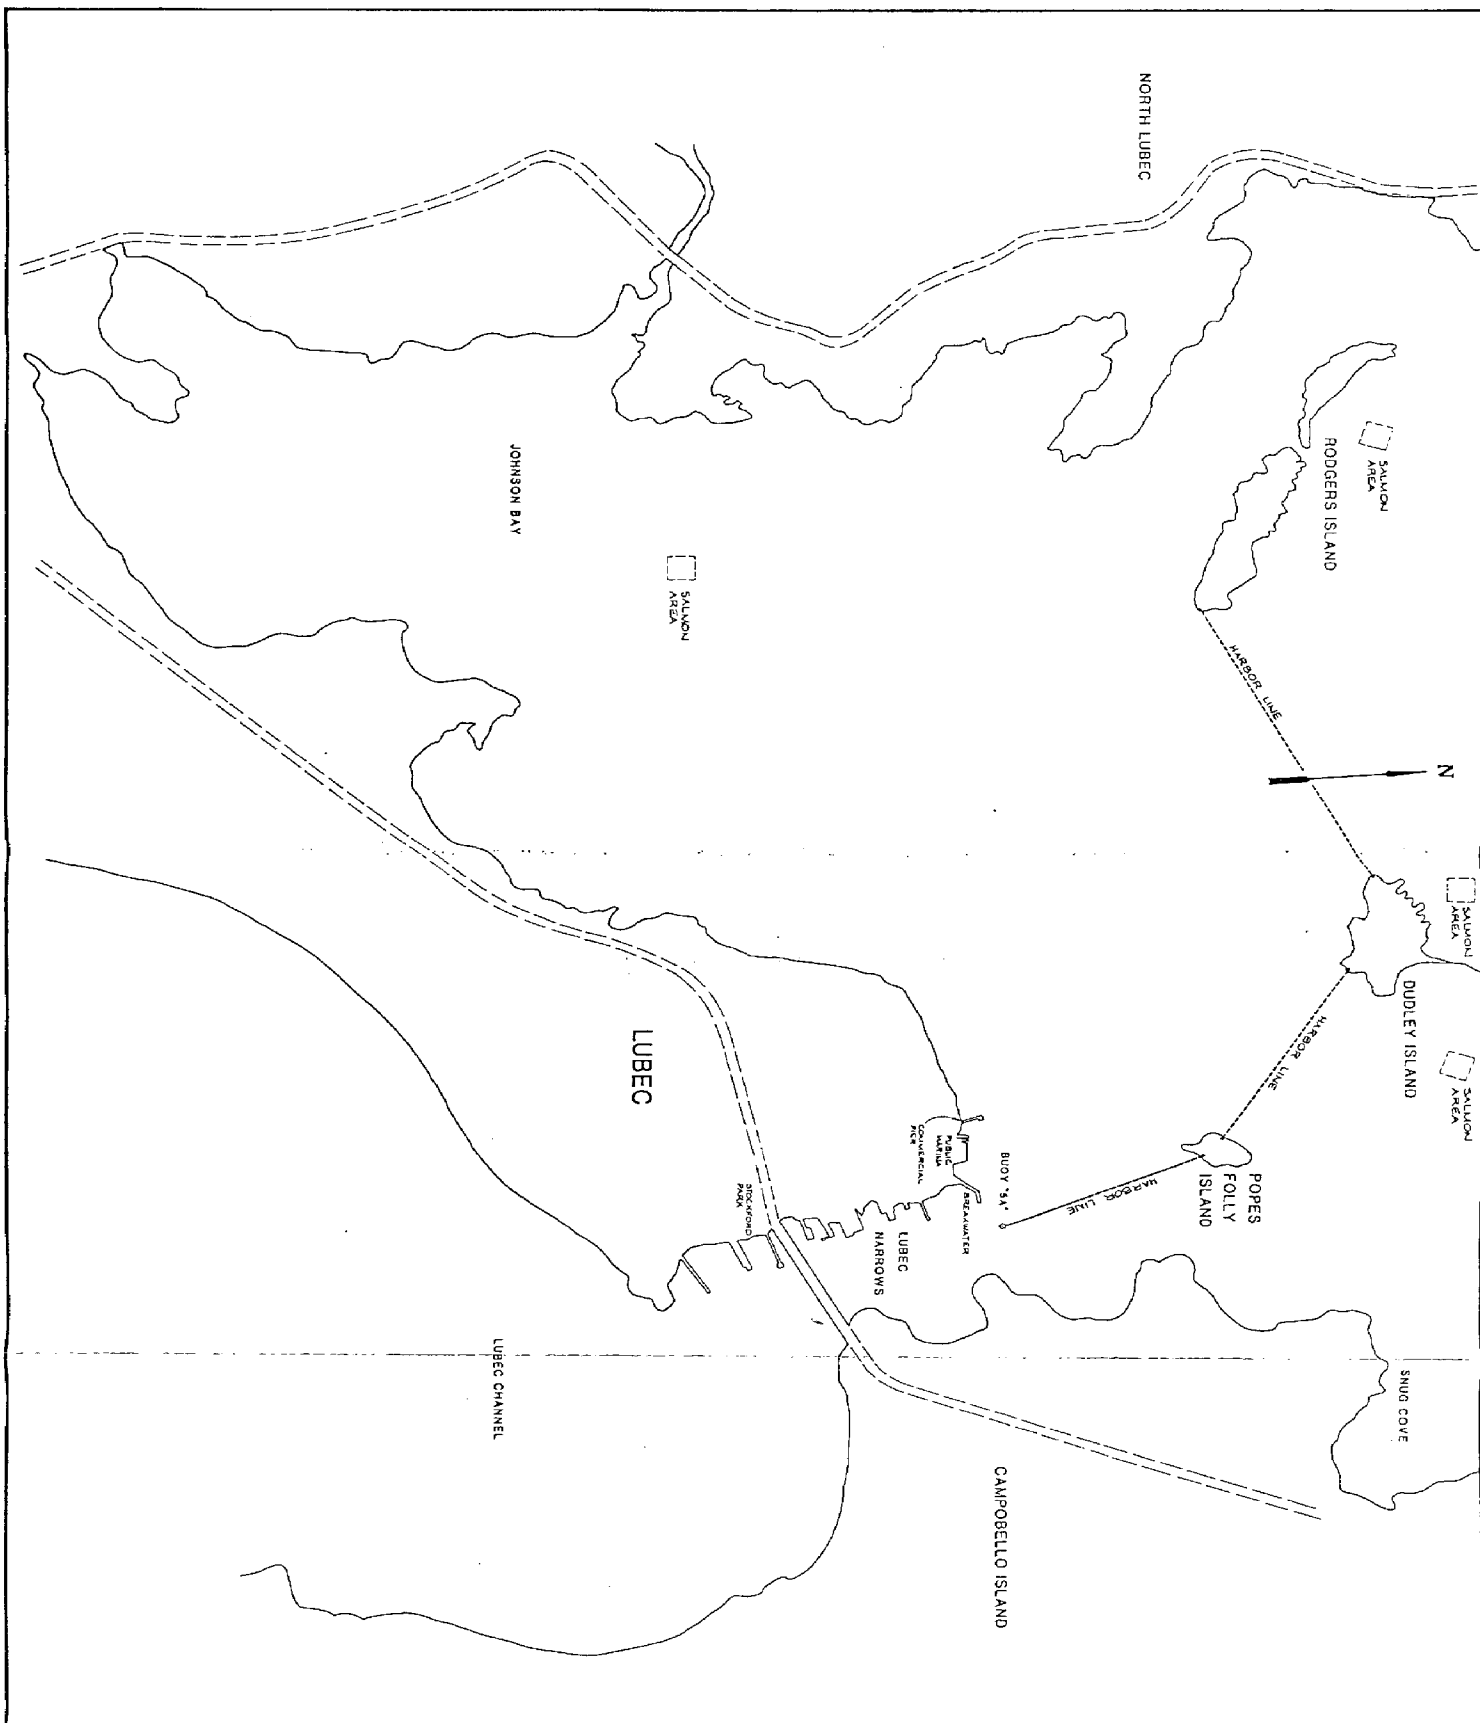 NORTH LUBEC
SALMON
AREA
RODGERS ISLAND
JOHNSON BAY
SALMON
AREA
HARBOR LINE
N
SALMON
AREA
DUDLEY ISLAND
HARBOR LINE
SALMON
AREA
POPES
FOLLY
ISLAND
HARBOR LINE
BUOY "5A"
LUBEC
PUBLIC
MARINA
COMMERCIAL
PIER
BREAKWATER
STOCKFORD
PARK
LUBEC
NARROWS
SNUG COVE
LUBEC CHANNEL
CAMPOBELLO ISLAND